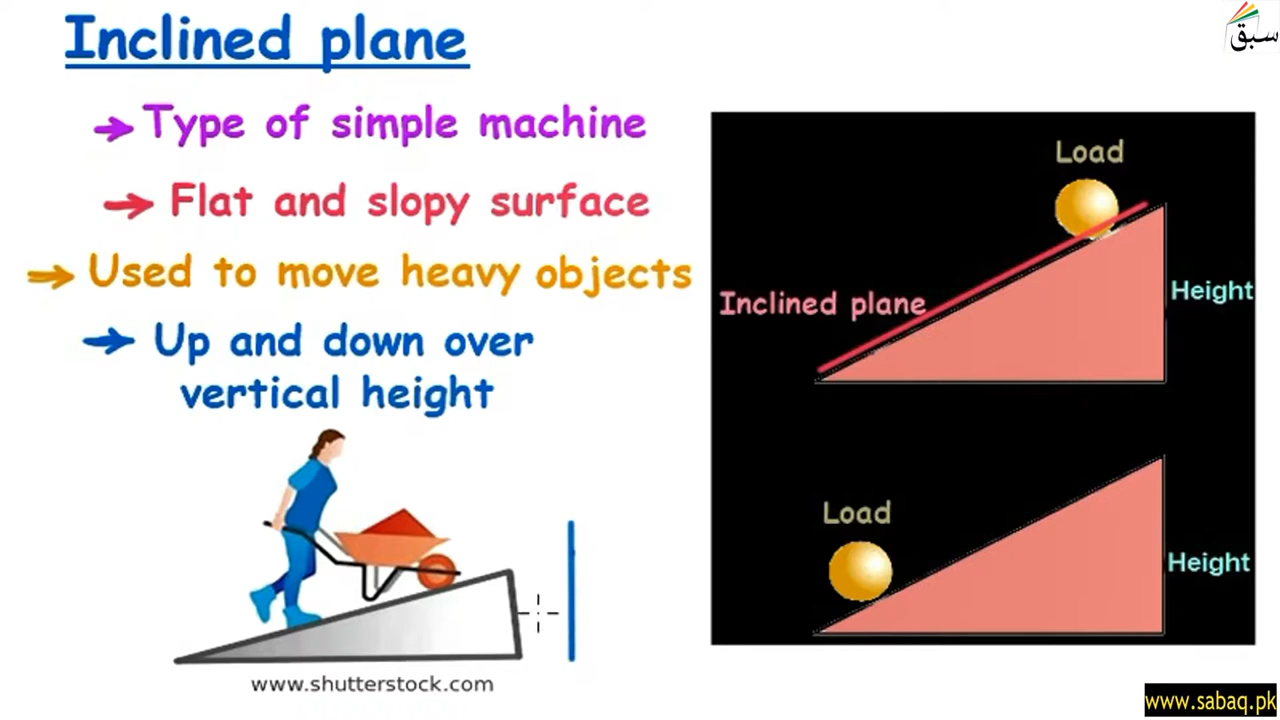 Inclined plane
Type of simple machine
Flat and slopy surface
Used to move heavy objects
Up and down over
vertical height
www.shutterstock.com
سبق
Load
Inclined plane
Height
Load
Height
www.sabaq.pk